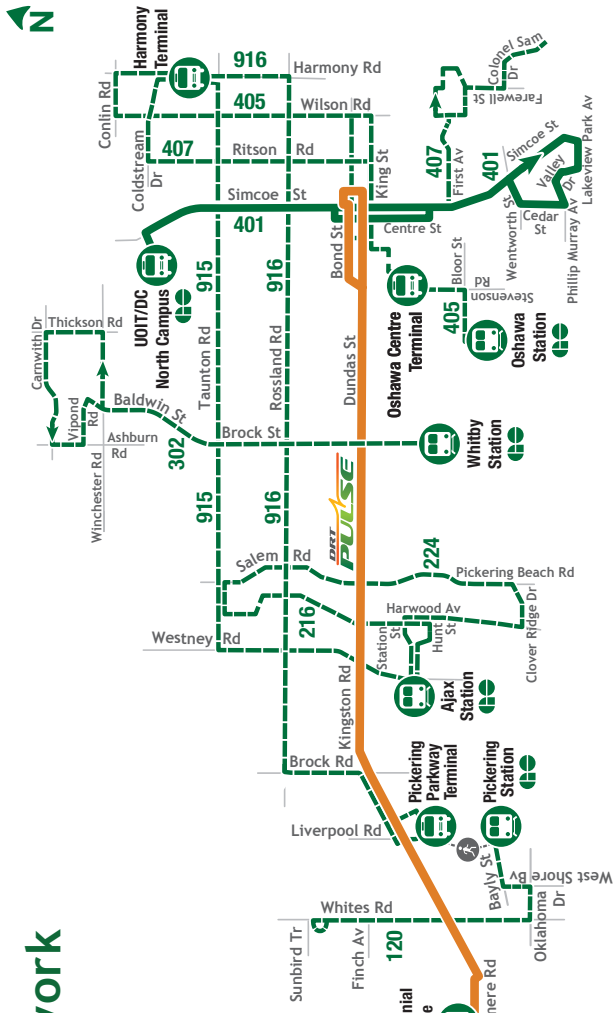 N
Harmony
Terminal
Conlin Rd
916
Harmony Rd
405
Wilson Rd
407
Ritson Rd
Coldstream
Dr
Simcoe St
401
King St
Bond St
Centre St
Colonel Sam
Dr
Farewell St
407
First Av
401
Simcoe St
Valley
Dr
Lakeview Park Av
Wentworth St
Cedar
St
Phillip Murray Av
UOIT/DC
North Campus
915
916
Taunton Rd
Rossland Rd
Dundas St
Oshawa Centre
Terminal
Bloor St
Stevenson
Rd
405
Oshawa
Station
Carnwith Dr
Thickson Rd
Vipond
Rd
Baldwin St
Ashburn
Rd
Winchester Rd
302
Brock St
Whitby
Station
915
916
DRT
PULSE
Salem Rd
224
Pickering Beach Rd
216
Harwood Av
Station
St
Hunt
St
Clover Ridge Dr
Westney Rd
Kingston Rd
Ajax
Station
Brock Rd
Liverpool Rd
Pickering
Parkway
Terminal
Pickering
Station
Bayly St
West Shore Bv
Oklahoma
Dr
Whites Rd
Sunbird Tr
Finch Av
120
work
nial
e
mere Rd